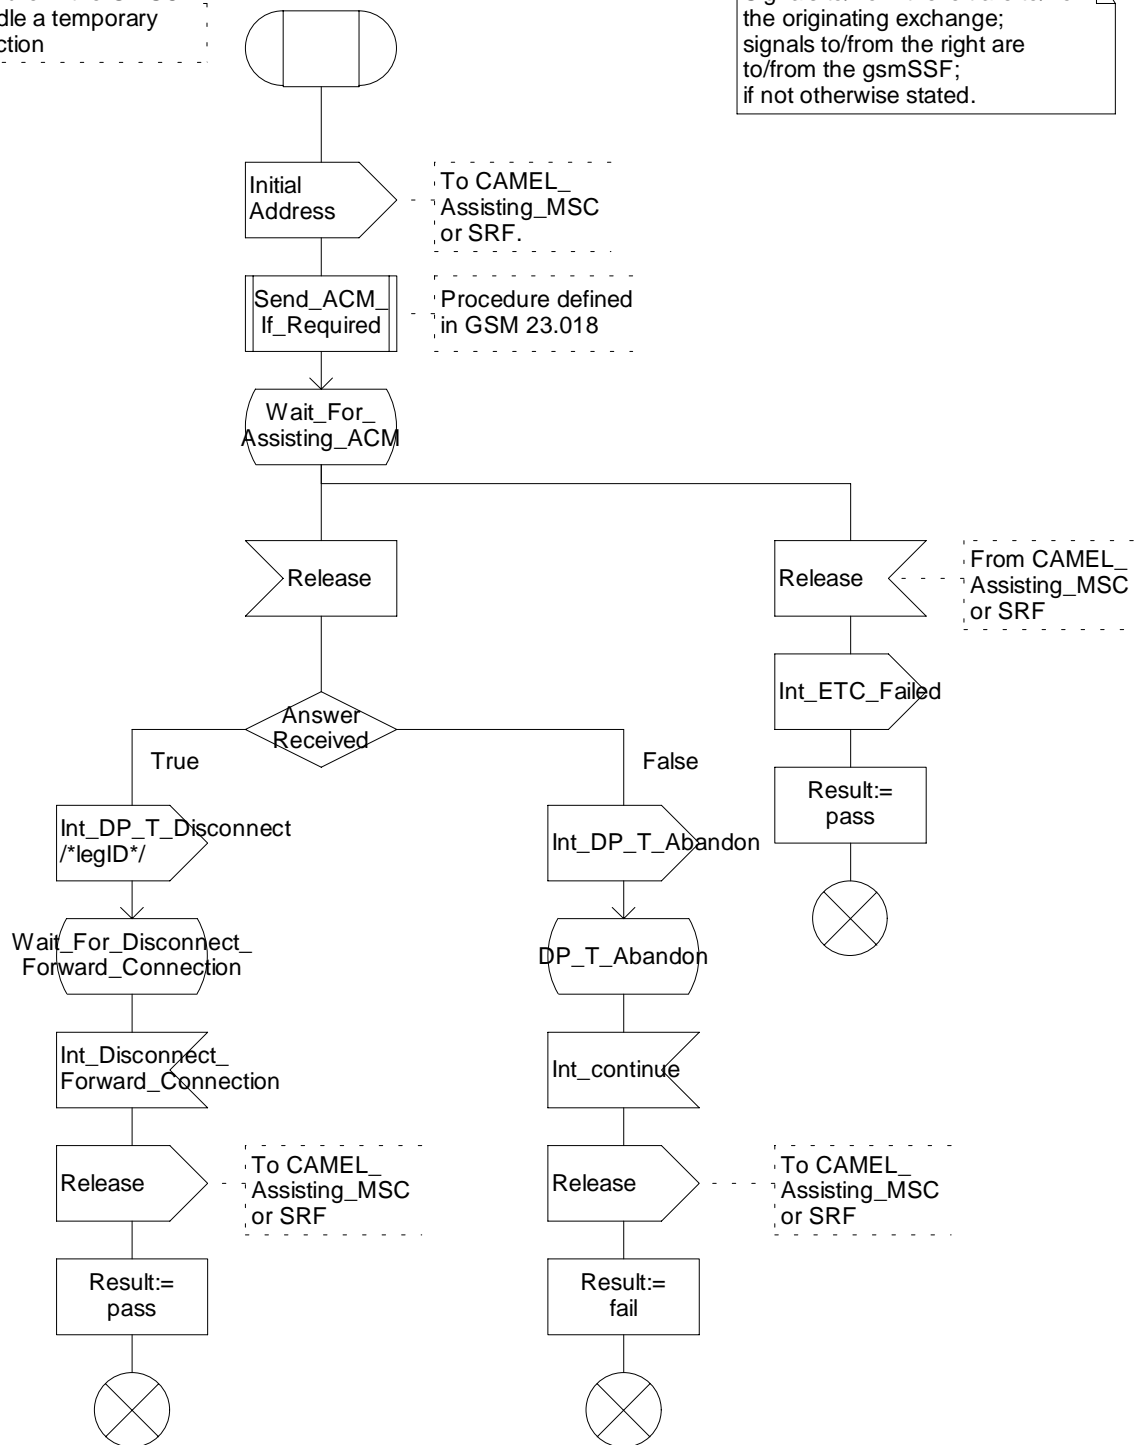 dle a temporary
ction
the originating exchange;
signals to/from the right are
to/from the gsmSSF;
if not otherwise stated.
Initial
Address
To CAMEL_
Assisting_MSC
or SRF.
Send_ACM_
If_Required
Procedure defined
in GSM 23.018
Wait_For_
Assisting_ACM
Release
Release
From CAMEL_
Assisting_MSC
or SRF
Int_ETC_Failed
Answer
Received
True
False
Result:=
pass
Int_DP_T_Disconnect
/*legID*/
Int_DP_T_Abandon
Wait_For_Disconnect_
Forward_Connection
DP_T_Abandon
Int_Disconnect_
Forward_Connection
Int_continue
Release
To CAMEL_
Assisting_MSC
or SRF
Release
To CAMEL_
Assisting_MSC
or SRF
Result:=
pass
Result:=
fail